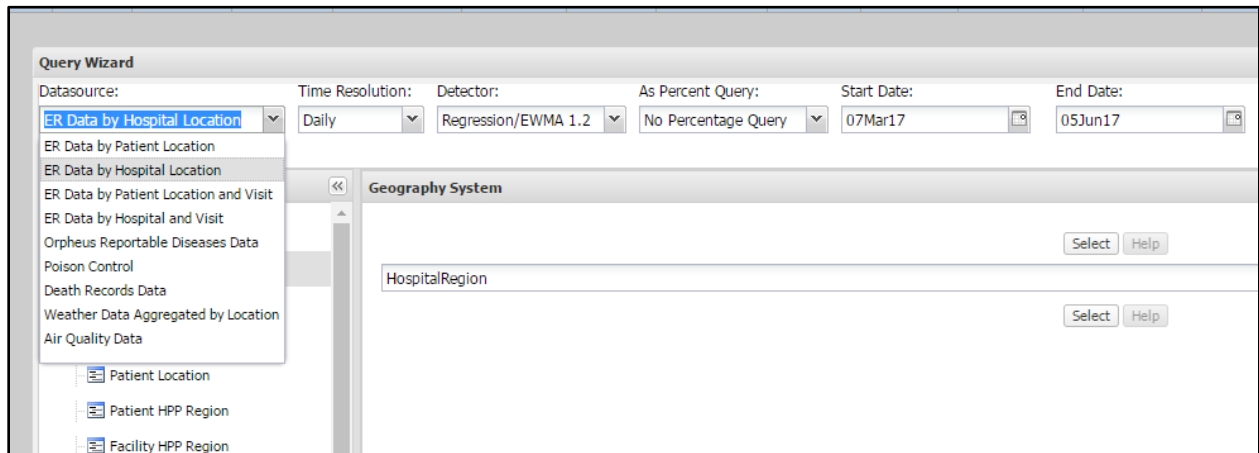 Query Wizard
Datasource: Time Resolution: Detector: As Percent Query: Start Date: End Date:
ER Data by Hospital Location Daily Regression/EWMA 1.2 No Percentage Query 07Mar17 05Jun17
ER Data by Patient Location
ER Data by Hospital Location
ER Data by Patient Location and Visit
ER Data by Hospital and Visit
Orpheus Reportable Diseases Data
Poison Control
Death Records Data
Weather Data Aggregated by Location
Air Quality Data
Patient Location
Patient HPP Region
Facility HPP Region
Geography System
Select Help
HospitalRegion
Select Help